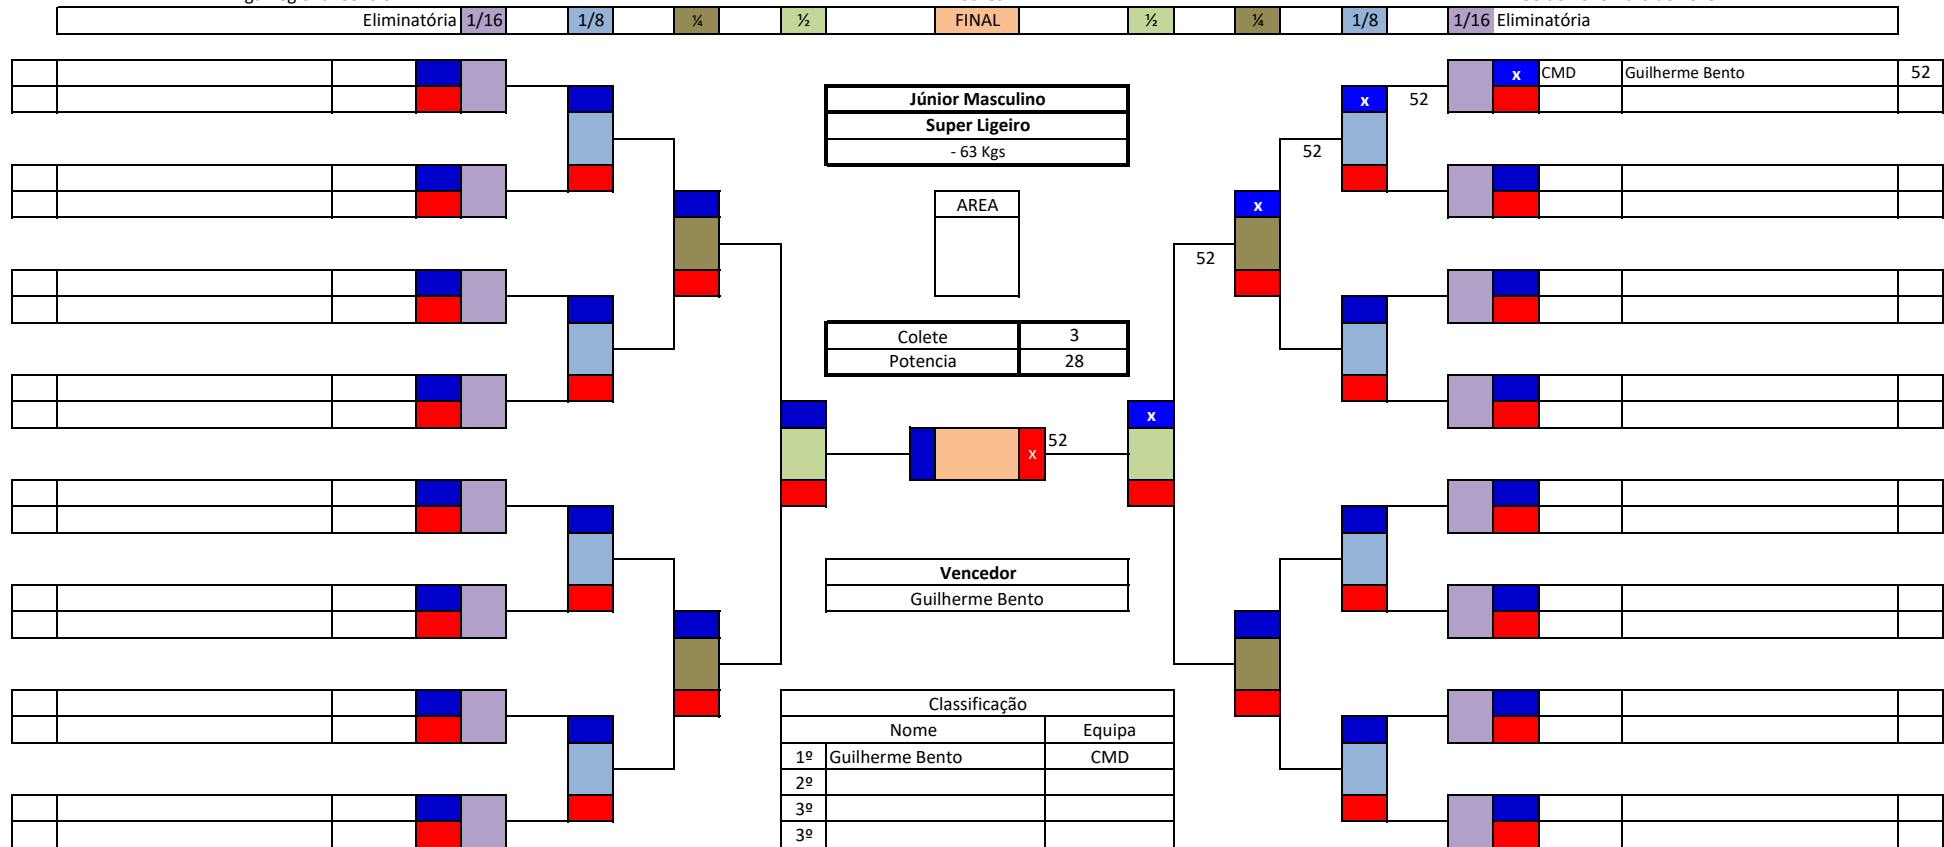 Eliminatória 1/16 1/8 ¼ ½ FINAL ½ ¼ 1/8 1/16 Eliminatória
x CMD Guilherme Bento 52
Júnior Masculino
x 52
Super Ligeiro
- 63 Kgs
52
AREA
x
52
Colete 3
Potencia 28
x
x 52
Vencedor
Guilherme Bento
Classificação
Nome Equipa
1º Guilherme Bento CMD
2º
3º
3º